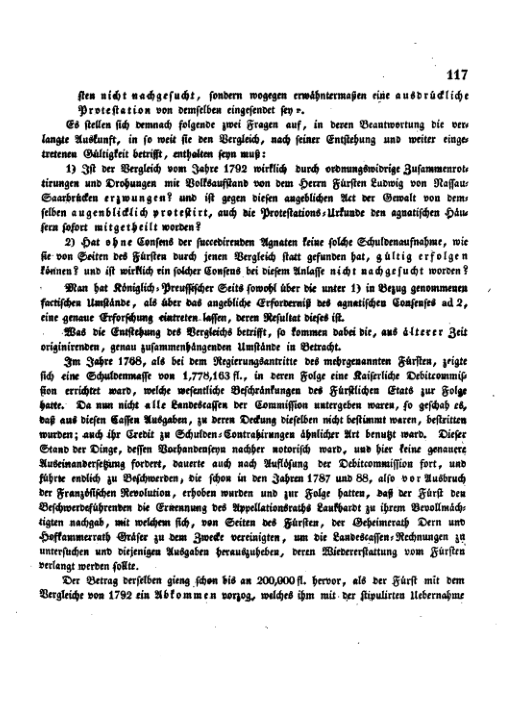 117
sten nicht nachgesucht, sondern wogegen erwähntermaßen eine ausdrückliche
Protestation von demselben eingesendet sey».
Es stellen sich demnach folgende zwei Fragen auf, in deren Beantwortung die ver-
langte Auskunft, in so weit sie den Vergleich, nach seiner Entstehung und weiter einge-
tretenen Gültigkeit betrifft, enthalten seyn muß:
1) Ist der Vergleich vom Jahre 1792 wirklich durch ordnungswidrige Zusammenrot-
tirungen und Drohungen mit Volksaufstand von dem Herrn Fürsten Ludwig von Nassau-
Saarbrücken erzwungen? und ist gegen diesen angeblichen Act der Gewalt von dem-
selben augenblicklich protestirt, auch die Protestations-Urkunde den agnatischen Häu-
sern sofort mitgetheilt worden?
2) Hat ohne Consens der succedirenden Agnaten keine solche Schuldenaufnahme, wie
sie von Seiten des Fürsten durch jenen Vergleich statt gefunden hat, gültig erfolgen
können? und ist wirklich ein solcher Consens bei diesem Anlasse nicht nachgesucht worden?
Man hat Königlich-Preussischer Seits sowohl über die unter 1) in Bezug genommenen
factischen Umstände, als über das angebliche Erforderniß des agnatischen Consenses ad 2,
eine genaue Erforschung eintreten lassen, deren Resultat dieses ist.
Was die Entstehung des Vergleichs betrifft, so kommen dabei die, aus älterer Zeit
originirenden, genau zusammenhängenden Umstände in Betracht.
Im Jahre 1768, als bei dem Regierungsantritte des mehrgenannten Fürsten, zeigte
sich eine Schuldenmasse von 1,778,163 fl., in deren Folge eine Kaiserliche Debitcommis-
sion errichtet ward, welche wesentliche Beschränkungen des Fürstlichen Etats zur Folge
hatte. Da nun nicht alle Landescassen der Commission untergeben waren, so geschah es,
daß aus diesen Cassen Ausgaben, zu deren Deckung dieselben nicht bestimmt waren, bestritten
wurden; auch ihr Credit zu Schulden-Contrahirungen ähnlicher Art benutzt ward. Dieser
Stand der Dinge, dessen Vorhandenseyn nachher notorisch ward, und hier keine genauere
Auseinandersetzung fordert, dauerte auch nach Auflösung der Debitcommission fort, und
führte endlich zu Beschwerden, die schon in den Jahren 1787 und 88, also vor Ausbruch
der Französischen Revolution, erhoben wurden und zur Folge hatten, daß der Fürst den
Beschwerdeführenden die Ernennung des Appellationsraths Laukhardt zu ihrem Bevollmäch-
tigten nachgab, mit welchem sich, von Seiten des Fürsten, der Geheimerath Dern und
Hofkammerrath Gräser zu dem Zwecke vereinigten, um die Landescassen-Rechnungen zu
untersuchen und diejenigen Ausgaben herauszuheben, deren Wiedererstattung vom Fürsten
verlangt werden sollte.
Der Betrag derselben gieng schon bis an 200,000 fl. hervor, als der Fürst mit dem
Vergleiche von 1792 ein Abkommen vorzog, welches ihm mit der stipulirten Uebernahme